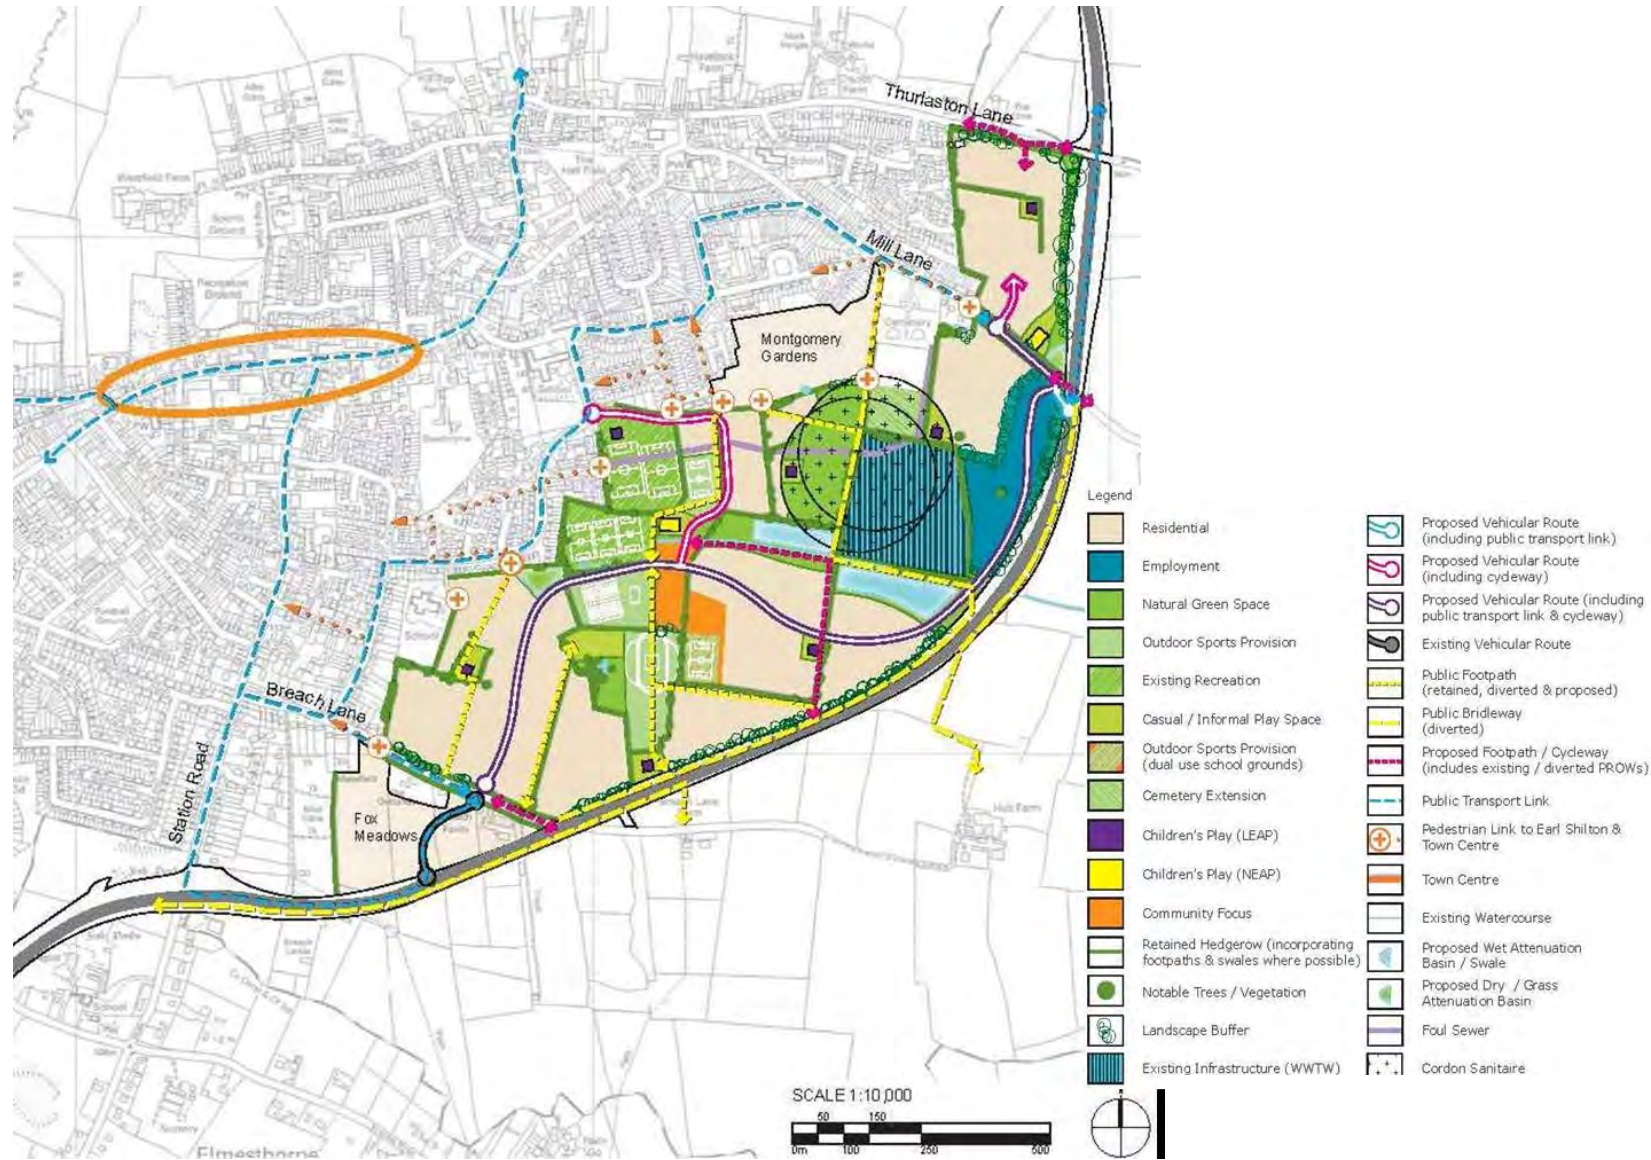 Thurlaston Lane
Mill Lane
Montgomery
Gardens
Breach Lane
Station Road
Fox
Meadows
Elmesthorpe
Legend
Residential
Employment
Natural Green Space
Outdoor Sports Provision
Existing Recreation
Casual / Informal Play Space
Outdoor Sports Provision
(dual use school grounds)
Cemetery Extension
Children's Play (LEAP)
Children's Play (NEAP)
Community Focus
Retained Hedgerow (incorporating
footpaths & swales where possible)
Notable Trees / Vegetation
Landscape Buffer
Existing Infrastructure (WWTW)
Proposed Vehicular Route
(including public transport link)
Proposed Vehicular Route
(including cycleway)
Proposed Vehicular Route (including
public transport link & cycleway)
Existing Vehicular Route
Public Footpath
(retained, diverted & proposed)
Public Bridleway
(diverted)
Proposed Footpath / Cycleway
(includes existing / diverted PROWs)
Public Transport Link
Pedestrian Link to Earl Shilton &
Town Centre
Town Centre
Existing Watercourse
Proposed Wet Attenuation
Basin / Swale
Proposed Dry / Grass
Attenuation Basin
Foul Sewer
Cordon Sanitaire
SCALE 1:10,000
50 150
0m 100 250 500